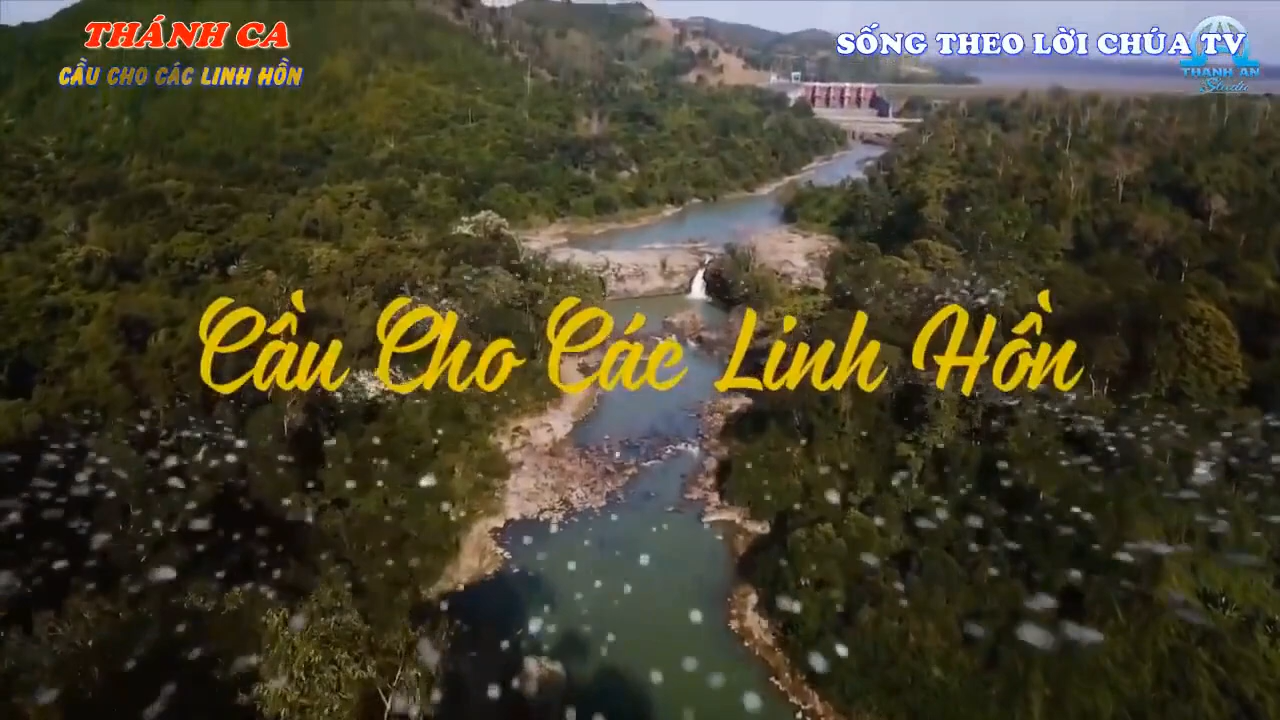 THÁNH CA
CẦU CHO CÁC LINH HỒN
SỐNG THEO LỜI CHÚA TV
THANH AN
Studio
Cầu Cho Các Linh Hồn